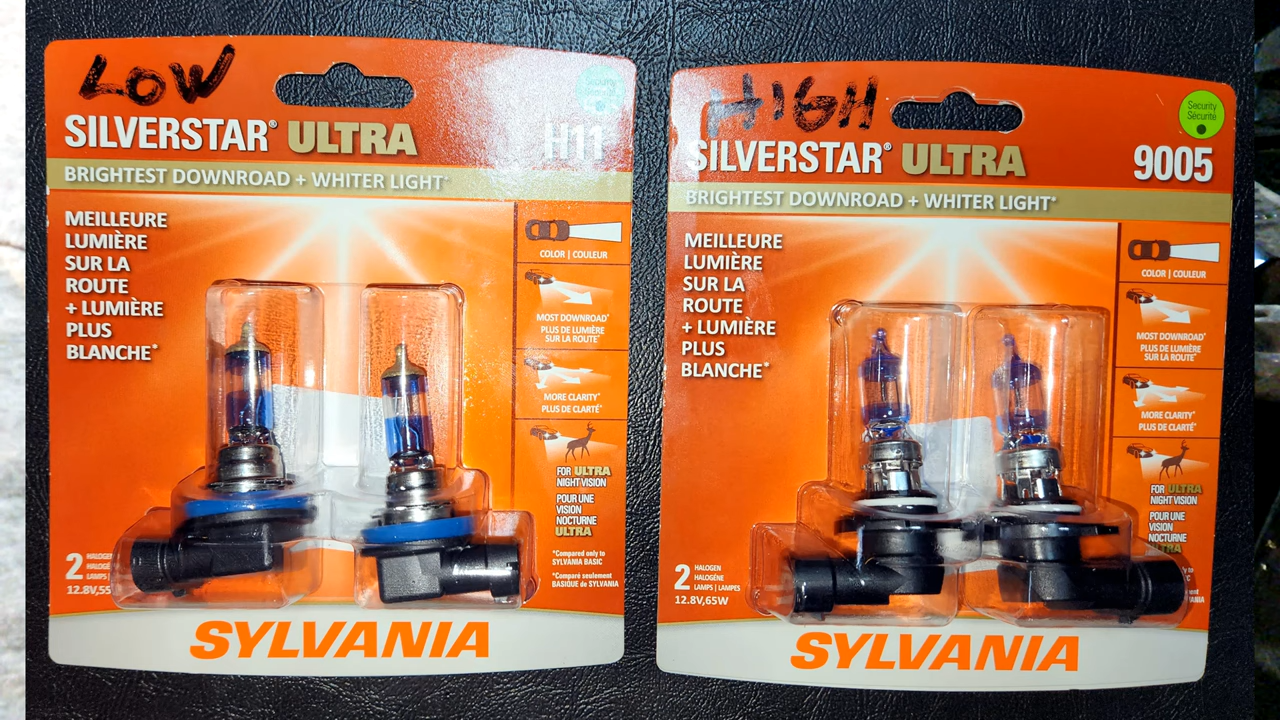 LOW
Security
Sécurité
SILVERSTAR® ULTRA
H11
BRIGHTEST DOWNROAD + WHITER LIGHT*
MEILLEURE
LUMIÈRE
SUR LA
ROUTE
+ LUMIÈRE
PLUS
BLANCHE*
COLOR | COULEUR
MOST DOWNROAD*
PLUS DE LUMIÈRE
SUR LA ROUTE*
MORE CLARITY*
PLUS DE CLARTÉ*
FOR ULTRA
NIGHT VISION
POUR UNE
VISION
NOCTURNE
ULTRA
*Compared only to
SYLVANIA BASIC
*Comparé seulement
BASIQUE de SYLVANIA
2
12.8V,55
SYLVANIA
HIGH
Security
Sécurité
SILVERSTAR® ULTRA
9005
BRIGHTEST DOWNROAD + WHITER LIGHT*
MEILLEURE
LUMIÈRE
SUR LA
ROUTE
+ LUMIÈRE
PLUS
BLANCHE*
COLOR | COULEUR
MOST DOWNROAD*
PLUS DE LUMIÈRE
SUR LA ROUTE*
MORE CLARITY*
PLUS DE CLARTÉ*
FOR ULTRA
NIGHT VISION
POUR UNE
VISION
NOCTURNE
2 HALOGEN
HALOGÈNE
LAMPS | LAMPES
12.8V,65W
SYLVANIA